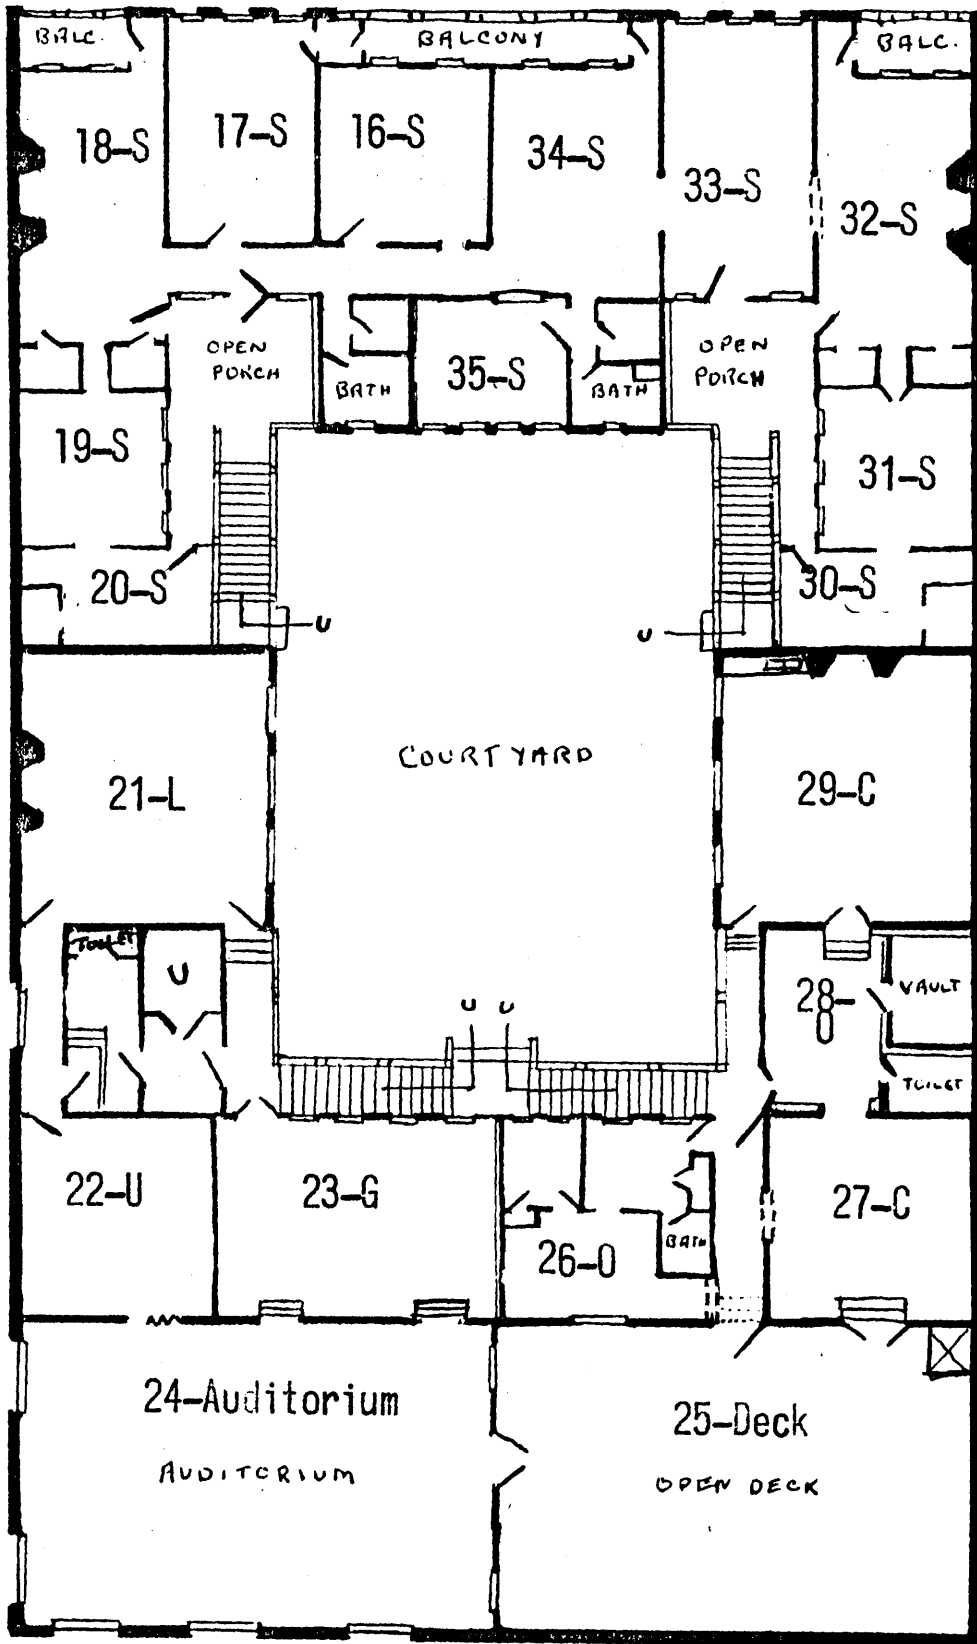 BALC.
BALCONY
BALC.
18-S
17-S
16-S
34-S
33-S
32-S
OPEN
PORCH
BATH
35-S
BATH
OPEN
PORCH
19-S
31-S
20-S
30-S
U
U
COURTYARD
21-L
29-C
TOILET
U
28-
O
VAULT
U U
TOILET
22-U
23-G
26-O
BATH
27-C
24-Auditorium
AUDITORIUM
25-Deck
OPEN DECK